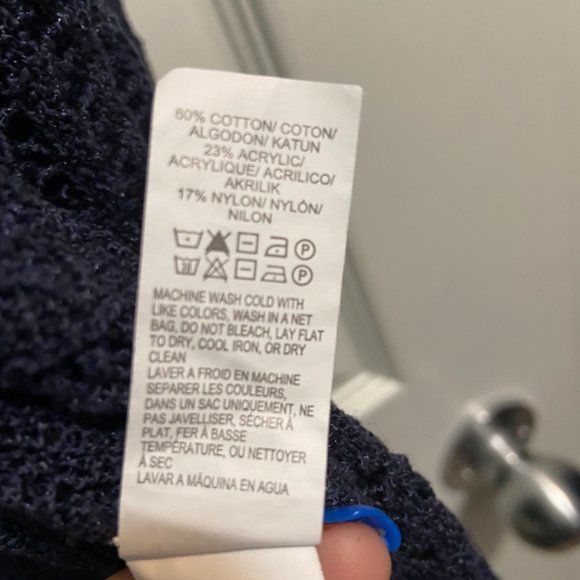 60% COTTON/ COTON/
ALGODON/ KATUN
23% ACRYLIC/
ACRYLIQUE/ ACRILICO/
AKRILIK
17% NYLON/ NYLÓN/
NILON
MACHINE WASH COLD WITH
LIKE COLORS, WASH IN A NET
BAG, DO NOT BLEACH, LAY FLAT
TO DRY, COOL IRON, OR DRY
CLEAN
LAVER A FROID EN MACHINE
SEPARER LES COULEURS,
DANS UN SAC UNIQUEMENT, NE
PAS JAVELLISER, SÉCHER À
PLAT, FER À BASSE
TEMPÉRATURE, OU NETTOYER
À SEC
LAVAR A MÁQUINA EN AGUA